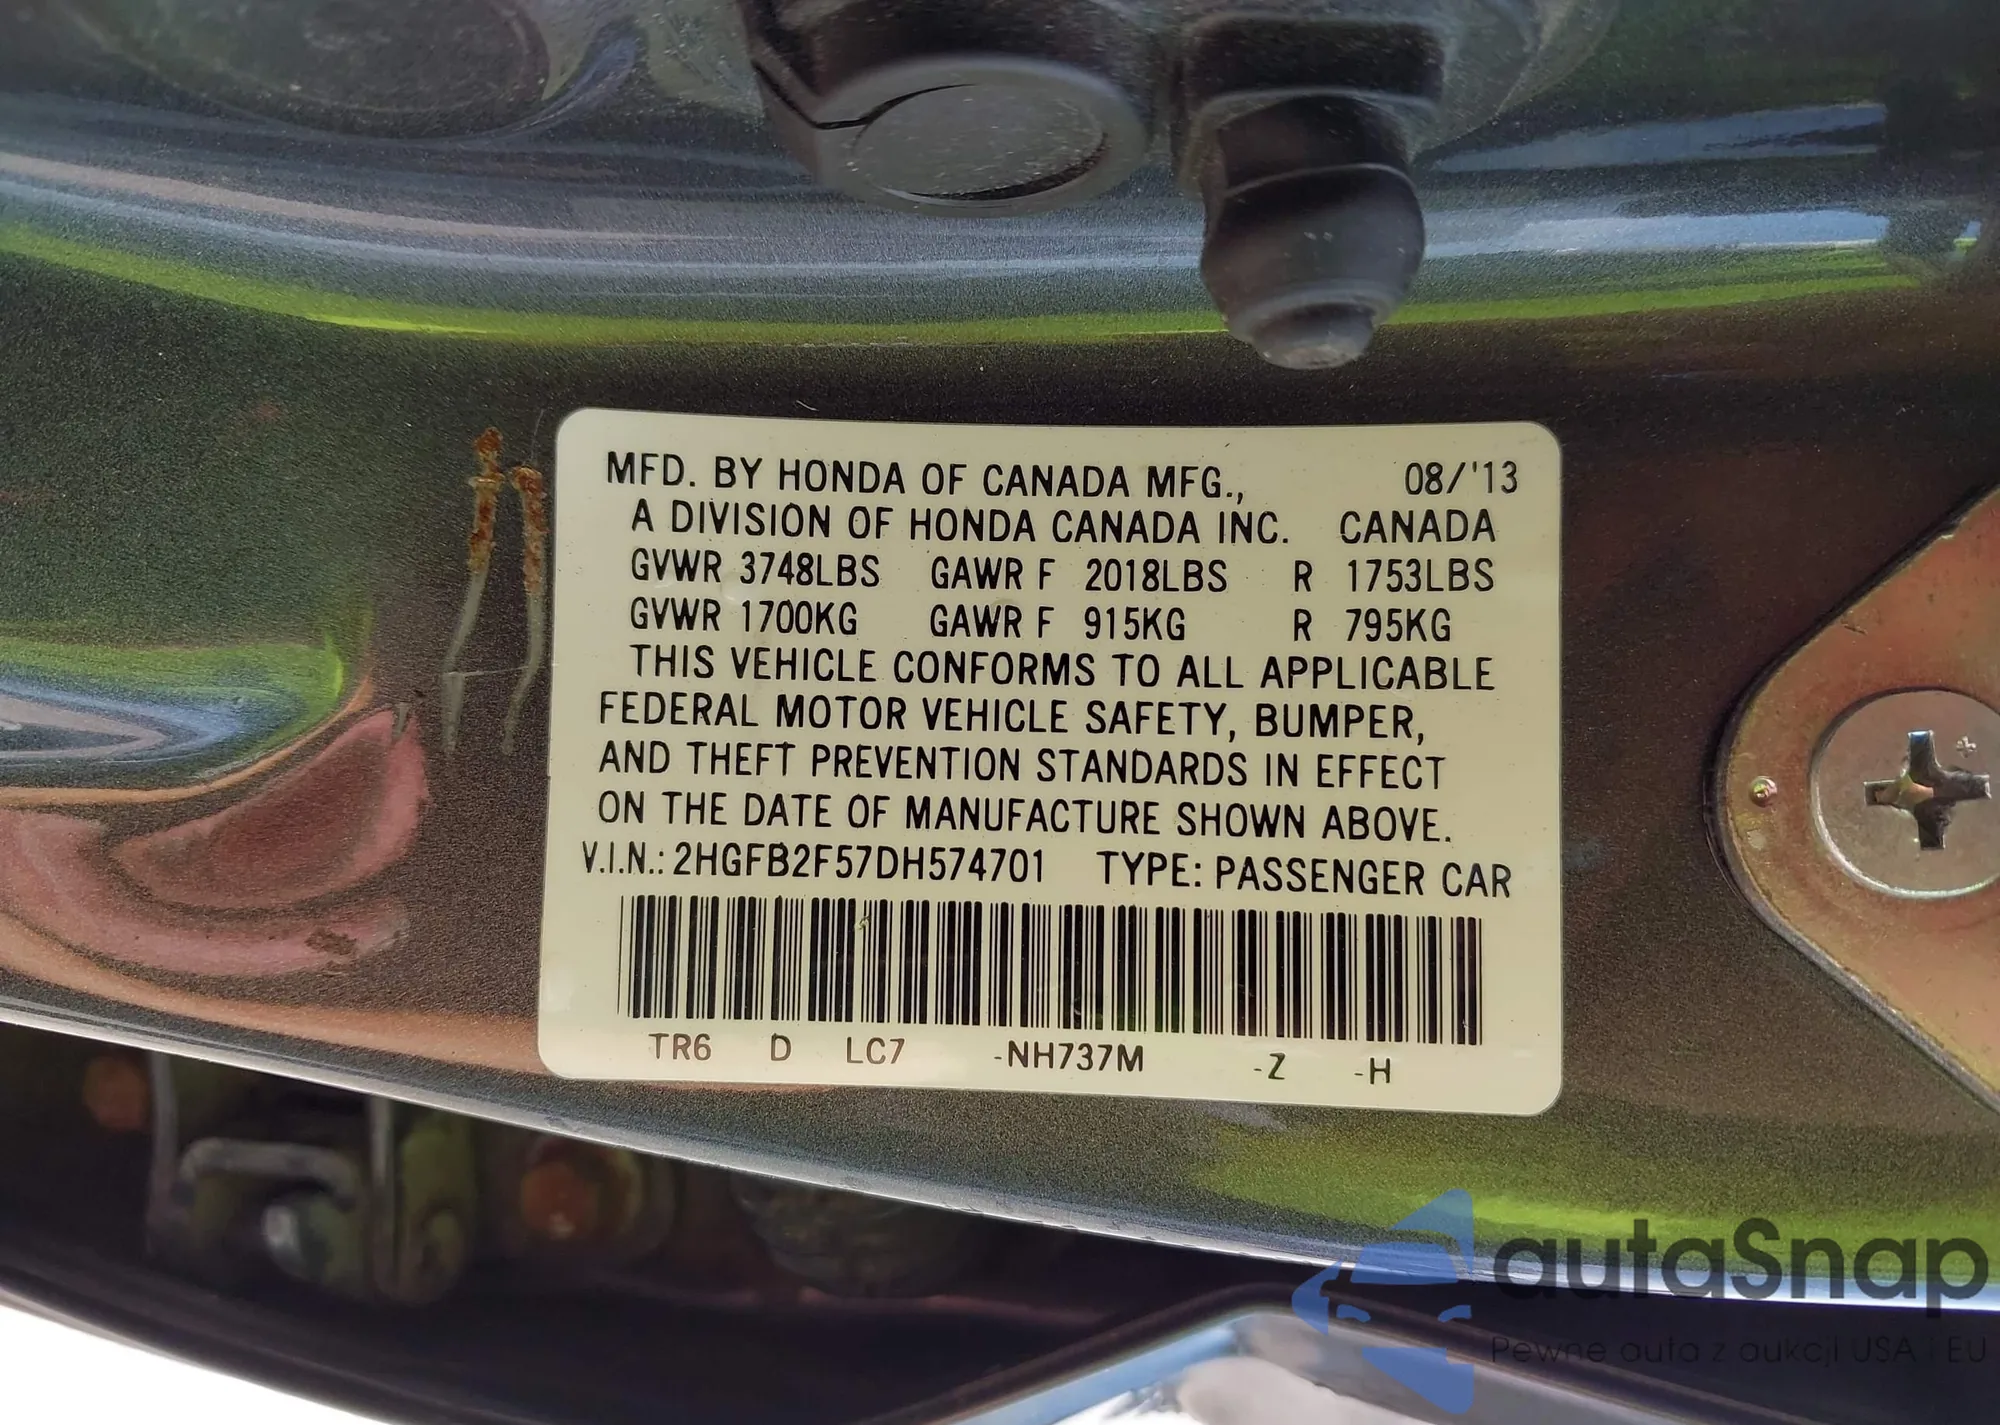 MFD. BY HONDA OF CANADA MFG., 08/'13
A DIVISION OF HONDA CANADA INC. CANADA
GVWR 3748LBS GAWR F 2018LBS R 1753LBS
GVWR 1700KG GAWR F 915KG R 795KG
THIS VEHICLE CONFORMS TO ALL APPLICABLE
FEDERAL MOTOR VEHICLE SAFETY, BUMPER,
AND THEFT PREVENTION STANDARDS IN EFFECT
ON THE DATE OF MANUFACTURE SHOWN ABOVE.
V.I.N.: 2HGFB2F57DH574701 TYPE: PASSENGER CAR
TR6 D LC7 -NH737M -Z -H
autaSnap
Pewne auta z aukcji USA i EU